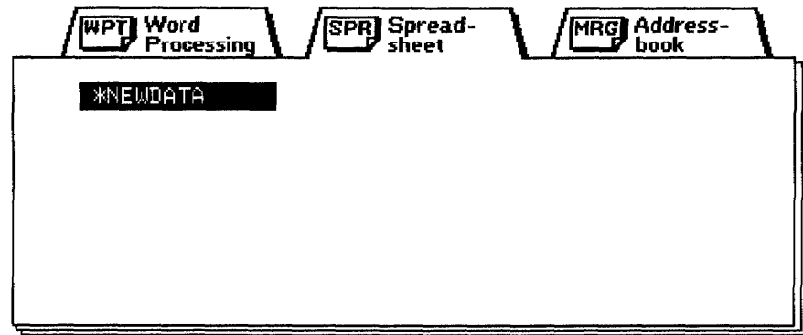 WPT Word Processing
SPR Spread-sheet
MRG Address-book
*NEWDATA